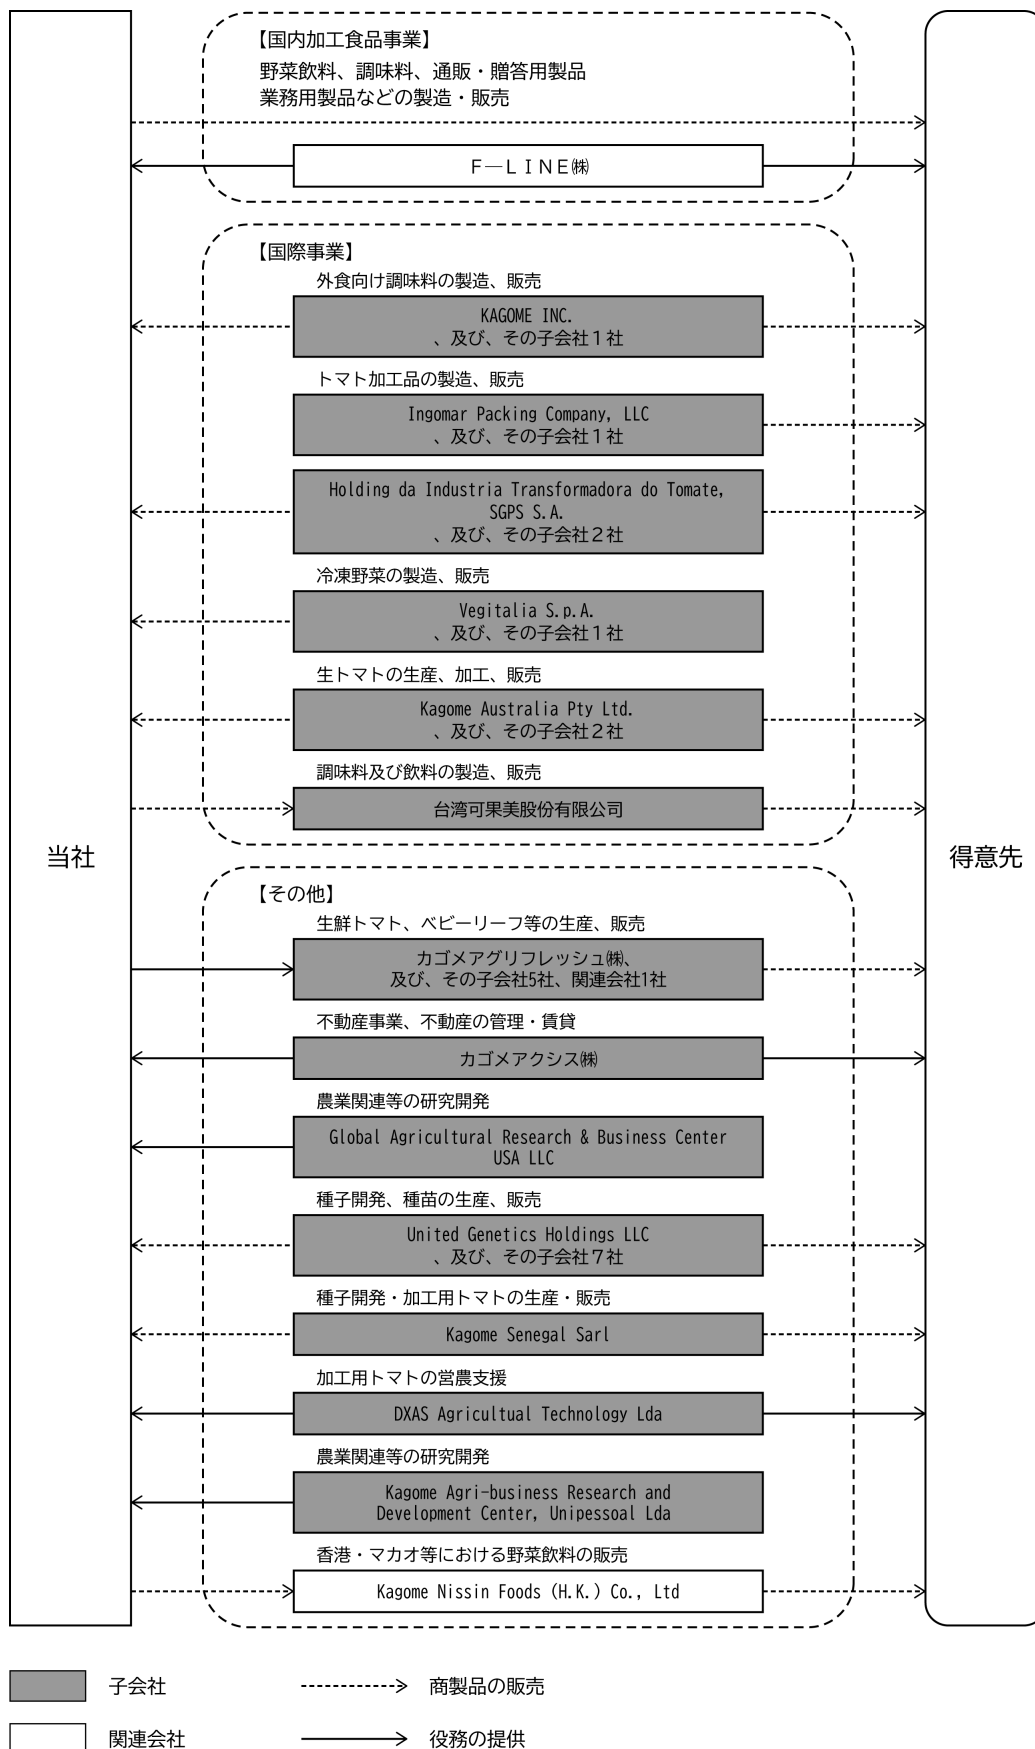 【国内加工食品事業】
野菜飲料、調味料、通販・贈答用製品
業務用製品などの製造・販売
Ｆ―ＬＩＮＥ㈱
【国際事業】
外食向け調味料の製造、販売
KAGOME INC.
、及び、その子会社１社
トマト加工品の製造、販売
Ingomar Packing Company, LLC
、及び、その子会社１社
Holding da Industria Transformadora do Tomate,
SGPS S.A.
、及び、その子会社２社
冷凍野菜の製造、販売
Vegitalia S.p.A.
、及び、その子会社１社
生トマトの生産、加工、販売
Kagome Australia Pty Ltd.
、及び、その子会社２社
調味料及び飲料の製造、販売
台湾可果美股份有限公司
当社
得意先
【その他】
生鮮トマト、ベビーリーフ等の生産、販売
カゴメアグリフレッシュ㈱、
及び、その子会社5社、関連会社1社
不動産事業、不動産の管理・賃貸
カゴメアクシス㈱
農業関連等の研究開発
Global Agricultural Research & Business Center
USA LLC
種子開発、種苗の生産、販売
United Genetics Holdings LLC
、及び、その子会社７社
種子開発・加工用トマトの生産・販売
Kagome Senegal Sarl
加工用トマトの営農支援
DXAS Agricultual Technology Lda
農業関連等の研究開発
Kagome Agri-business Research and
Development Center, Unipessoal Lda
香港・マカオ等における野菜飲料の販売
Kagome Nissin Foods (H.K.) Co., Ltd
子会社
商製品の販売
関連会社
役務の提供